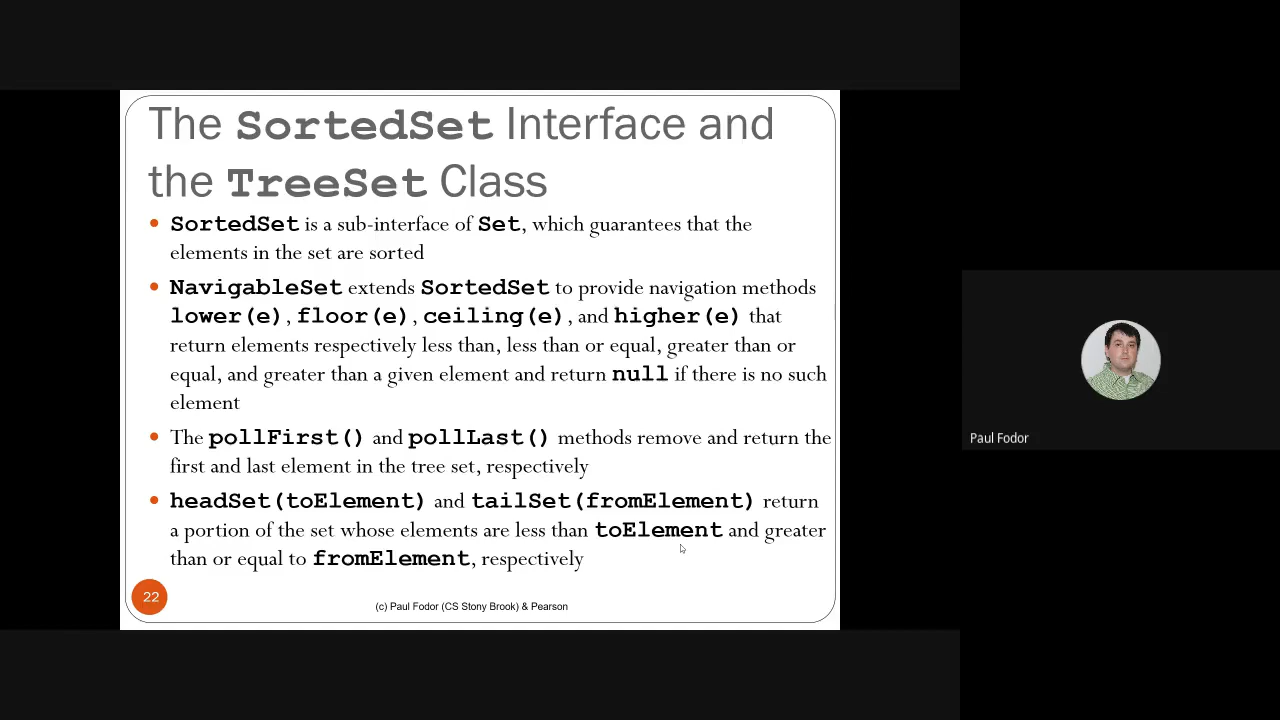 The SortedSet Interface and
the TreeSet Class
• SortedSet is a sub-interface of Set, which guarantees that the
elements in the set are sorted
• NavigableSet extends SortedSet to provide navigation methods
lower(e), floor(e), ceiling(e), and higher(e) that
return elements respectively less than, less than or equal, greater than or
equal, and greater than a given element and return null if there is no such
element
• The pollFirst() and pollLast() methods remove and return the
first and last element in the tree set, respectively
• headSet(toElement) and tailSet(fromElement) return
a portion of the set whose elements are less than toElement and greater
than or equal to fromElement, respectively
22
(c) Paul Fodor (CS Stony Brook) & Pearson
Paul Fodor